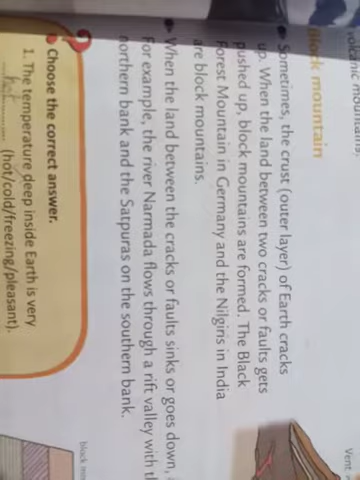 volcanic mountains,
Block mountain
Sometimes, the crust (outer layer) of Earth cracks
up. When the land between two cracks or faults gets
pushed up, block mountains are formed. The Black
Forest Mountain in Germany and the Nilgiris in India
are block mountains.
When the land between the cracks or faults sinks or goes down,
For example, the river Narmada flows through a rift valley with
northern bank and the Satpuras on the southern bank.
Choose the correct answer.
1. The temperature deep inside Earth is very
hot
(hot/cold/freezing/pleasant).
Vent
block